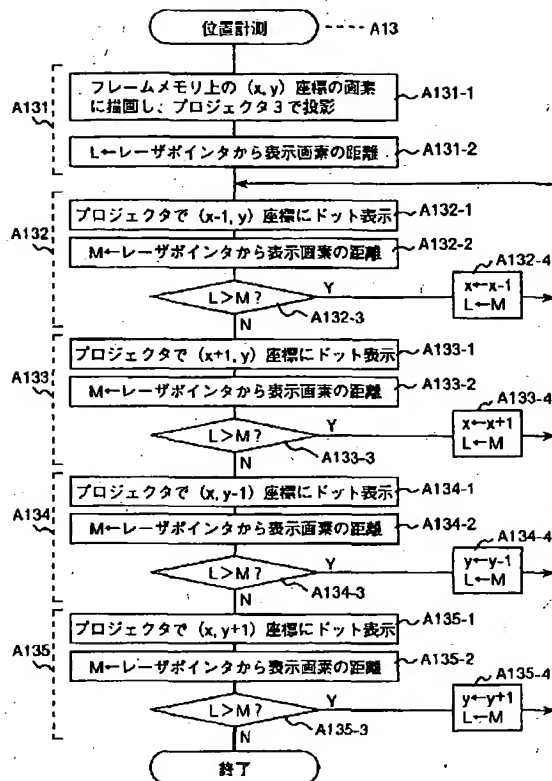 位置計測
A13
フレームメモリ上の (x, y) 座標の画素
に描画し、プロジェクタ3で投影
A131-1
A131
L←レーザポインタから表示画素の距離
A131-2
プロジェクタで (x-1, y) 座標にドット表示
A132-1
A132
M←レーザポインタから表示画素の距離
A132-2
L>M?
Y
N
A132-3
A132-4
x←x-1
L←M
プロジェクタで (x+1, y) 座標にドット表示
A133-1
A133
M←レーザポインタから表示画素の距離
A133-2
L>M?
Y
N
A133-3
A133-4
x←x+1
L←M
プロジェクタで (x, y-1) 座標にドット表示
A134-1
A134
M←レーザポインタから表示画素の距離
A134-2
L>M?
Y
N
A134-3
A134-4
y←y-1
L←M
プロジェクタで (x, y+1) 座標にドット表示
A135-1
A135
M←レーザポインタから表示画素の距離
A135-2
L>M?
Y
N
A135-3
A135-4
y←y+1
L←M
終了